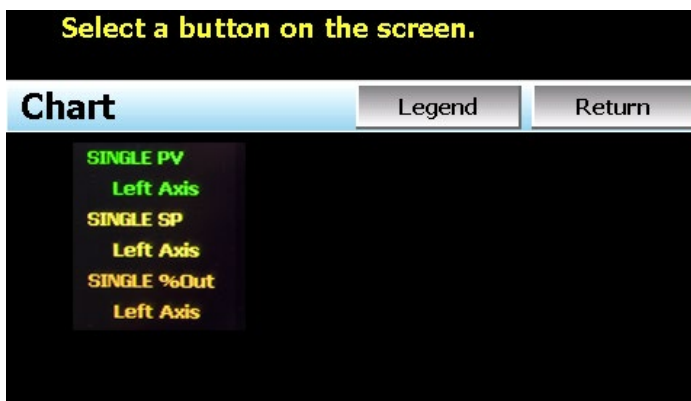 Select a button on the screen.
Chart
Legend
Return
SINGLE PV
Left Axis
SINGLE SP
Left Axis
SINGLE %Out
Left Axis